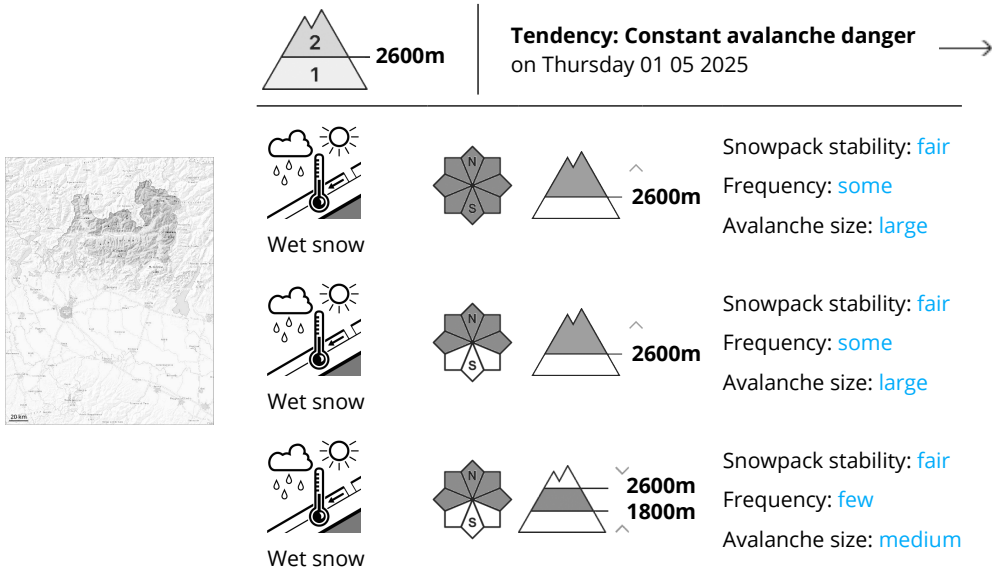 2
1
2600m
Tendency: Constant avalanche danger
on Thursday 01 05 2025
20 km
Wet snow
N
S
2600m
Snowpack stability: fair
Frequency: some
Avalanche size: large
Wet snow
N
S
2600m
Snowpack stability: fair
Frequency: some
Avalanche size: large
Wet snow
N
S
2600m
1800m
Snowpack stability: fair
Frequency: few
Avalanche size: medium